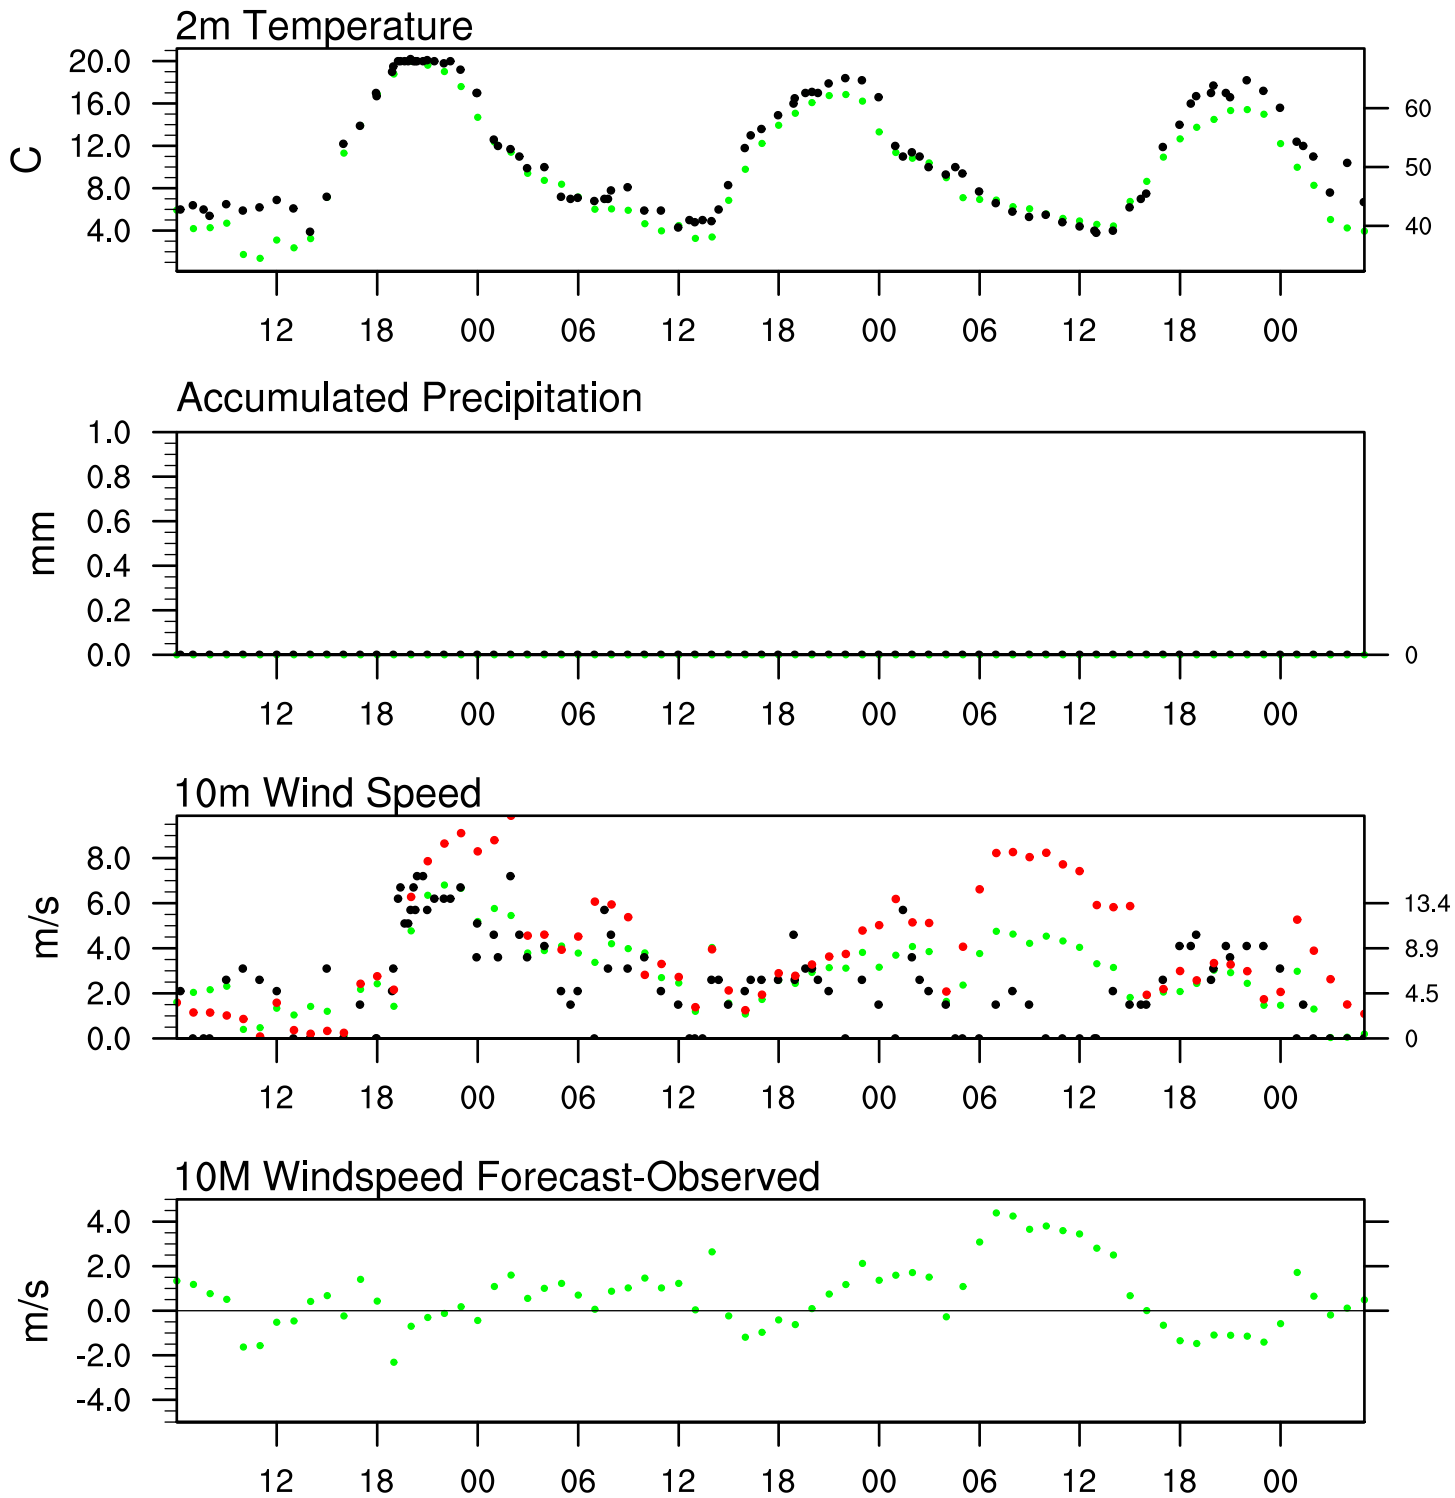 2m Temperature
20.0
16.0
12.0
8.0
4.0
C
60
50
40
12 18 00 06 12 18 00 06 12 18 00
Accumulated Precipitation
1.0
0.8
0.6
0.4
0.2
0.0
mm
0
12 18 00 06 12 18 00 06 12 18 00
10m Wind Speed
8.0
6.0
4.0
2.0
0.0
m/s
13.4
8.9
4.5
0
12 18 00 06 12 18 00 06 12 18 00
10M Windspeed Forecast-Observed
4.0
2.0
0.0
-2.0
-4.0
m/s
12 18 00 06 12 18 00 06 12 18 00